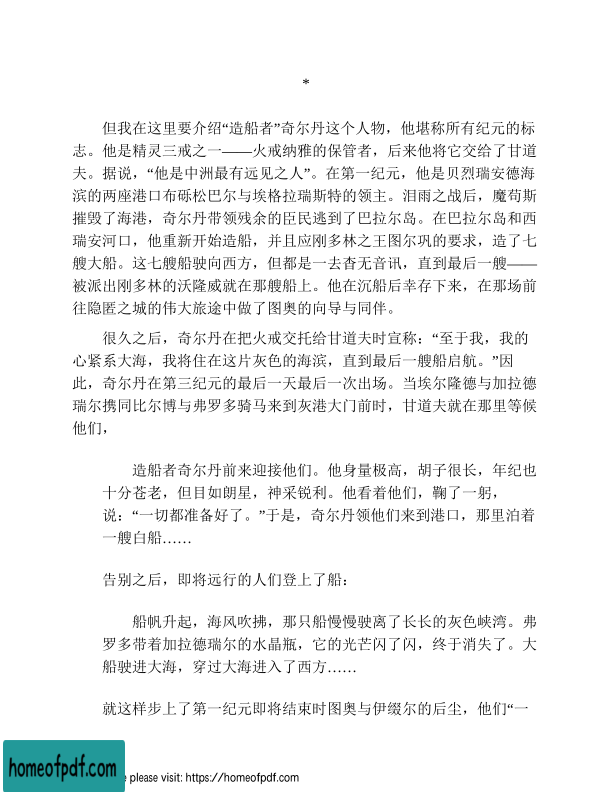 *
但我在这里要介绍“造船者”奇尔丹这个人物，他堪称所有纪元的标
志。他是精灵三戒之一——火戒纳雅的保管者，后来他将它交给了甘道
夫。据说，“他是中洲最有远见之人”。在第一纪元，他是贝烈瑞安德海
滨的两座港口布砾松巴尔与埃格拉瑞斯特的领主。泪雨之战后，魔苟斯
摧毁了海港，奇尔丹带领残余的臣民逃到了巴拉尔岛。在巴拉尔岛和西
瑞安河口，他重新开始造船，并且应刚多林之王图尔巩的要求，造了七
艘大船。这七艘船驶向西方，但都是一去杳无音讯，直到最后一艘——
被派出刚多林的沃隆威就在那艘船上。他在沉船后幸存下来，在那场前
往隐匿之城的伟大旅途中做了图奥的向导与同伴。
很久之后，奇尔丹在把火戒交托给甘道夫时宣称：“至于我，我的
心紧系大海，我将住在这片灰色的海滨，直到最后一艘船启航。”因
此，奇尔丹在第三纪元的最后一天最后一次出场。当埃尔隆德与加拉德
瑞尔携同比尔博与弗罗多骑马来到灰港大门前时，甘道夫就在那里等候
他们，
造船者奇尔丹前来迎接他们。他身量极高，胡子很长，年纪也
十分苍老，但目如朗星，神采锐利。他看着他们，鞠了一躬，
说：“一切都准备好了。”于是，奇尔丹领他们来到港口，那里泊着
一艘白船……
告别之后，即将远行的人们登上了船：
船帆升起，海风吹拂，那只船慢慢驶离了长长的灰色峡湾。弗
罗多带着加拉德瑞尔的水晶瓶，它的光芒闪了闪，终于消失了。大
船驶进大海，穿过大海进入了西方……
就这样步上了第一纪元即将结束时图奥与伊缀尔的后尘，他们“一
homeofpdf.com
e please visit: https://homeofpdf.com